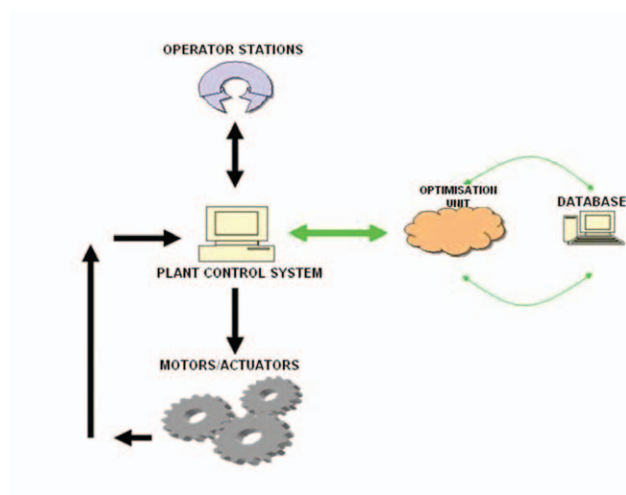 OPERATOR STATIONS
OPTIMISATION
UNIT
DATABASE
PLANT CONTROL SYSTEM
MOTORS/ACTUATORS